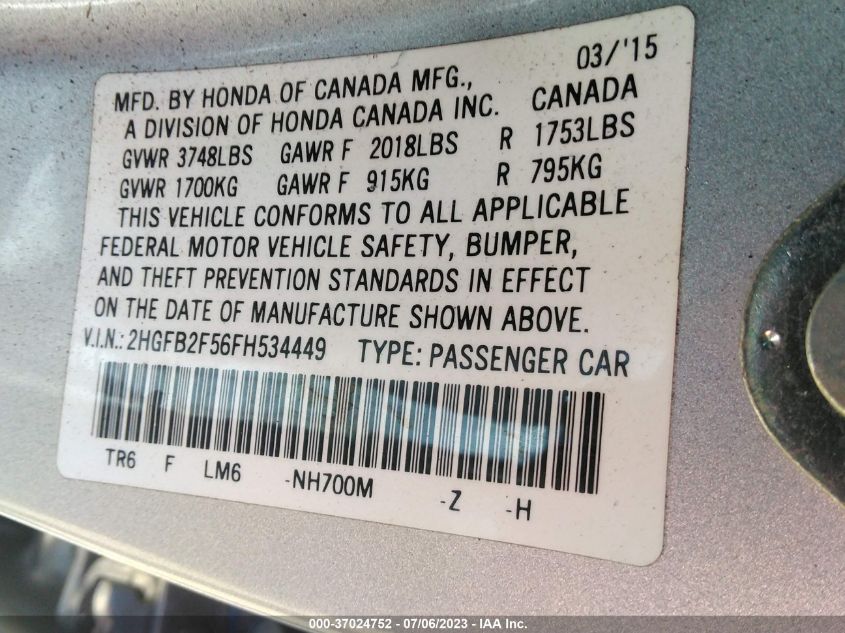 03/'15
MFD. BY HONDA OF CANADA MFG.,
A DIVISION OF HONDA CANADA INC. CANADA
GVWR 3748LBS GAWR F 2018LBS R 1753LBS
GVWR 1700KG GAWR F 915KG R 795KG
THIS VEHICLE CONFORMS TO ALL APPLICABLE
FEDERAL MOTOR VEHICLE SAFETY, BUMPER,
AND THEFT PREVENTION STANDARDS IN EFFECT
ON THE DATE OF MANUFACTURE SHOWN ABOVE.
V.I.N.: 2HGFB2F56FH534449 TYPE: PASSENGER CAR
TR6 F LM6 -NH700M -Z -H
000-37024752 - 07/06/2023 - IAA Inc.